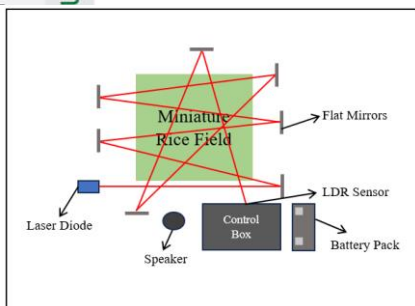 Miniature
Rice Field
Flat Mirrors
LDR Sensor
Control
Box
Laser Diode
Speaker
Battery Pack